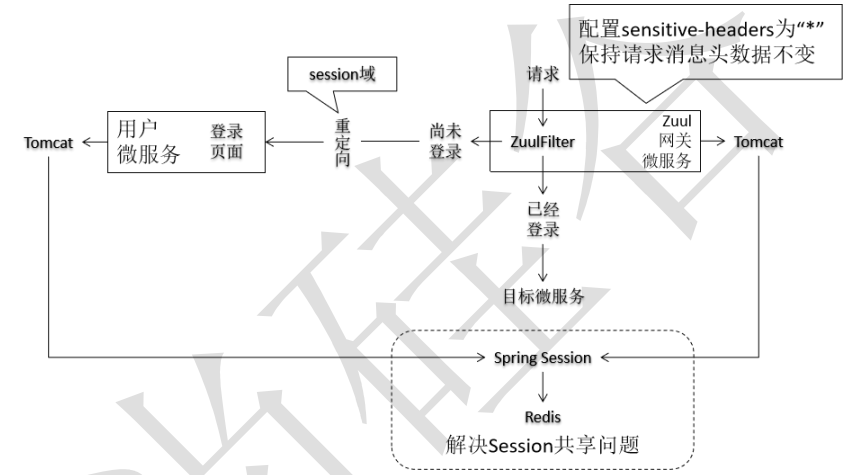 配置sensitive-headers为“*”
保持请求消息头数据不变
请求
session域
Tomcat
用户
微服务
登录
页面
重
定
向
尚未
登录
ZuulFilter
Zuul
网关
微服务
Tomcat
已经
登录
目标微服务
Spring Session
Redis
解决Session共享问题
尚硅谷